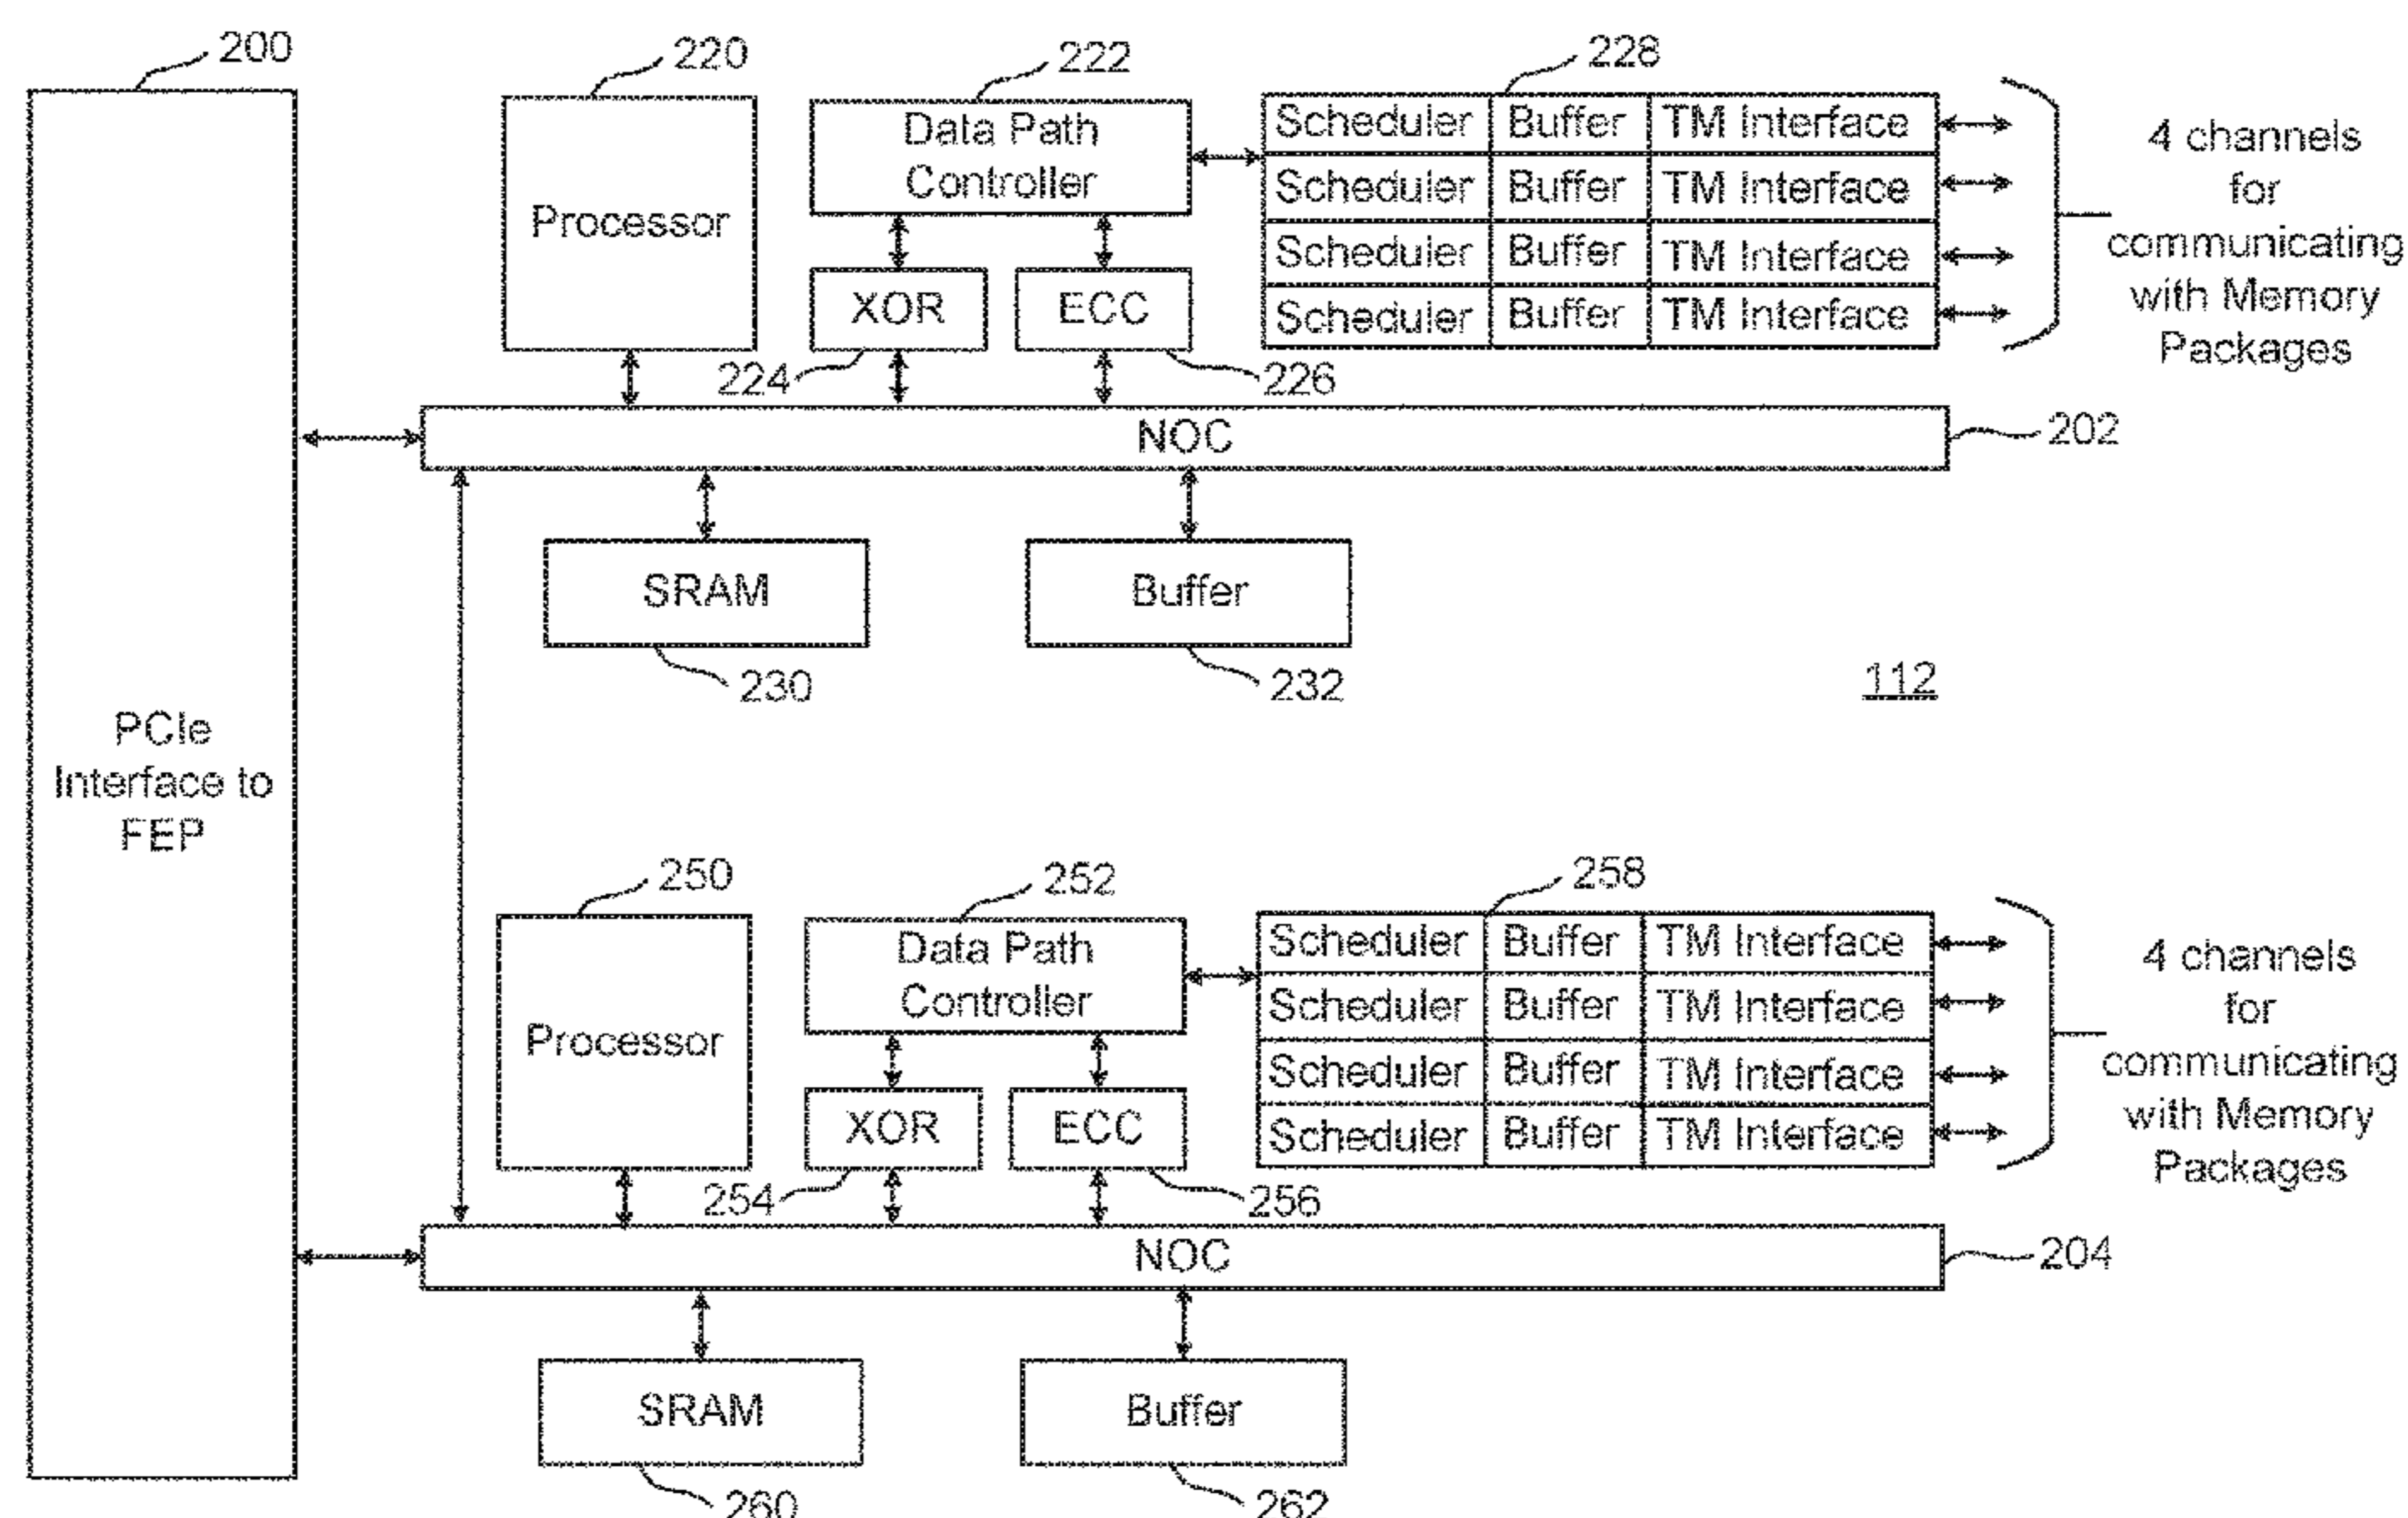 200
220
222
228
Processor
Data Path
Controller
XOR
ECC
224
226
Scheduler Buffer TM Interface
Scheduler Buffer TM Interface
Scheduler Buffer TM Interface
Scheduler Buffer TM Interface
4 channels
for
communicating
with Memory
Packages
NOC
202
SRAM
Buffer
230
232
112
PCIe
Interface to
FEP
250
252
258
Processor
Data Path
Controller
XOR
ECC
254
256
Scheduler Buffer TM Interface
Scheduler Buffer TM Interface
Scheduler Buffer TM Interface
Scheduler Buffer TM Interface
4 channels
for
communicating
with Memory
Packages
NOC
204
SRAM
Buffer
260
262